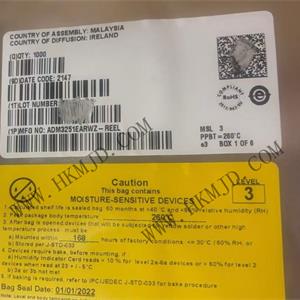 COUNTRY OF ASSEMBLY: MALAYSIA
COUNTRY OF DIFFUSION: IRELAND
(Q)QTY: 1000
(9D)DATE CODE: 2147
(1T)LOT NUMBER:
(1P)MFG NO: ADM3251EARWZ-REEL
COMPLIANT
RoHS
MSL 3
PPBT=260°C
e3 BOX 1 OF 6
WWW.HKMJD.COM
Caution
This bag contains
MOISTURE-SENSITIVE DEVICES
LEVEL
3
shelf life in sealed bag: 60 months at <40 °C and relative humidity (RH)
package body temperature 260°C
3. After bag is opened, devices that will be subjected to solder or other high
temperature process must be
a) Mounted within 168 hours of factory conditions <= 30°C / 60% RH, or
b) Stored per J-STD-033
4. Devices require bake, before mounting, if:
a) Humidity Indicator Card reads > 10% for level 2a-5a devices or > 60% for level 2
devices when read at 23 +/- 5°C
b) 3a or 3b not met
5. If baking is required, refer to IPC/JEDEC J-STD-033 for bake procedure
Bag Seal Date: 01/01/2022